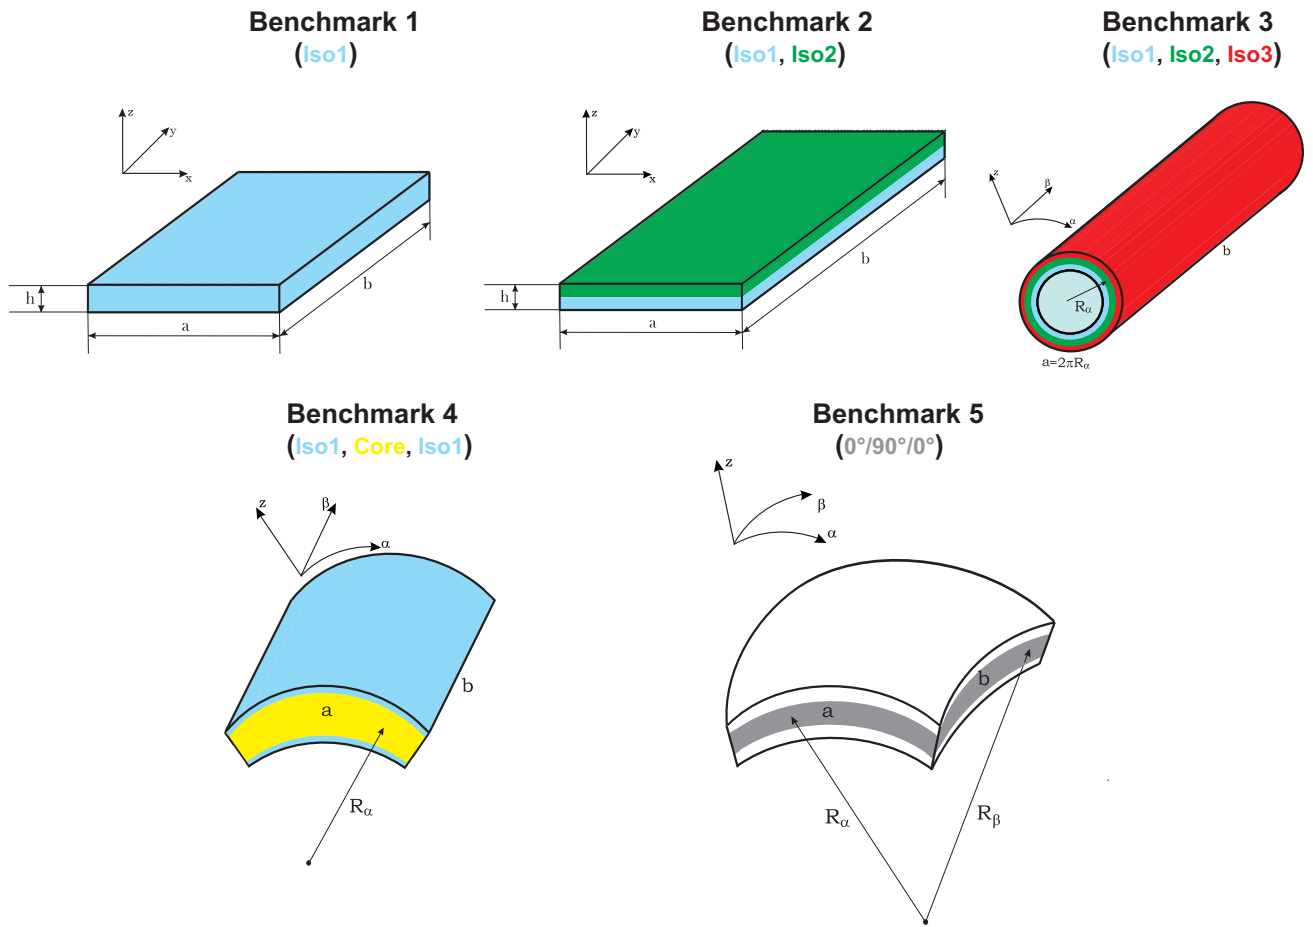 Benchmark 1
(Iso1)
z
y
x
h
a
b
Benchmark 2
(Iso1, Iso2)
z
y
x
h
a
b
Benchmark 3
(Iso1, Iso2, Iso3)
z
β
α
b
Rα
a=2πRα
Benchmark 4
(Iso1, Core, Iso1)
z
β
α
a
b
Rα
Benchmark 5
(0°/90°/0°)
z
β
α
a
b
Rα
Rβ